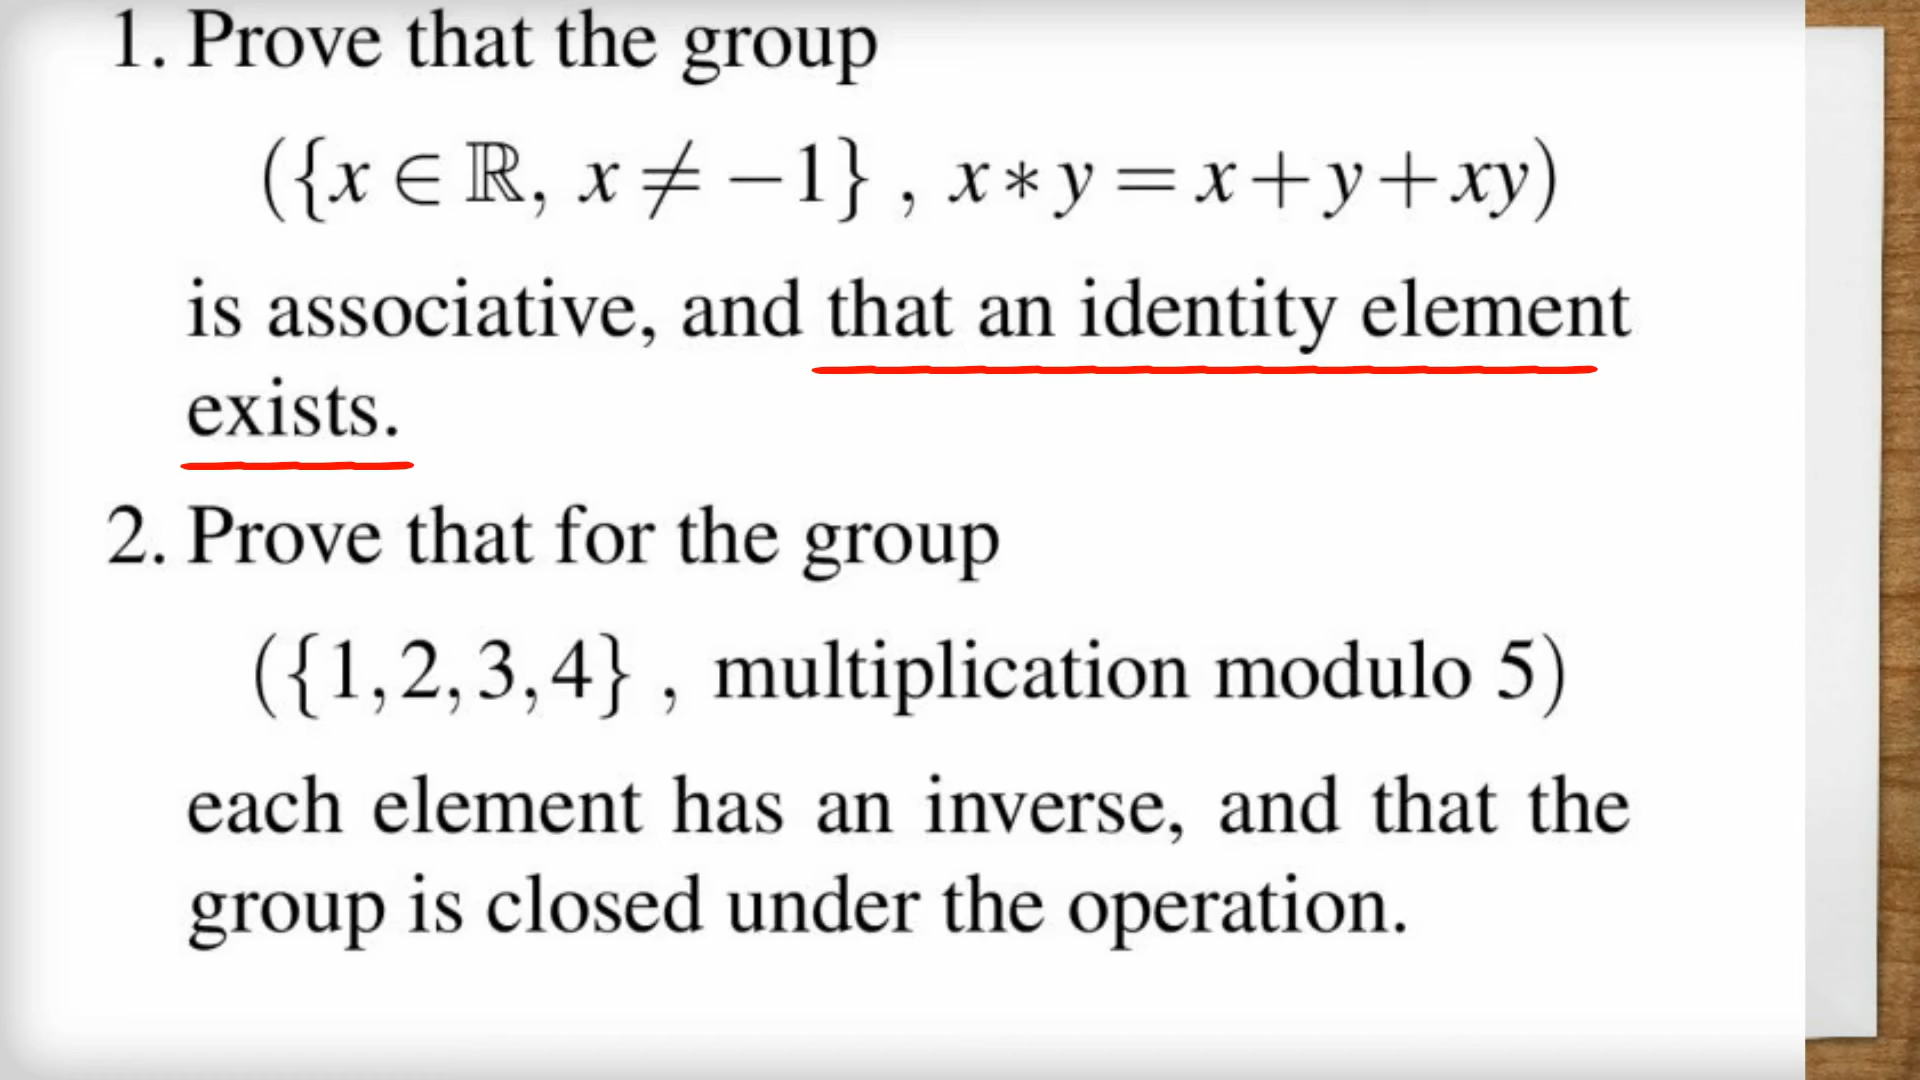 1. Prove that the group
({x ∈ ℝ, x ≠ −1} , x ∗ y = x + y + xy)
is associative, and that an identity element
exists.
2. Prove that for the group
({1,2,3,4} , multiplication modulo 5)
each element has an inverse, and that the
group is closed under the operation.